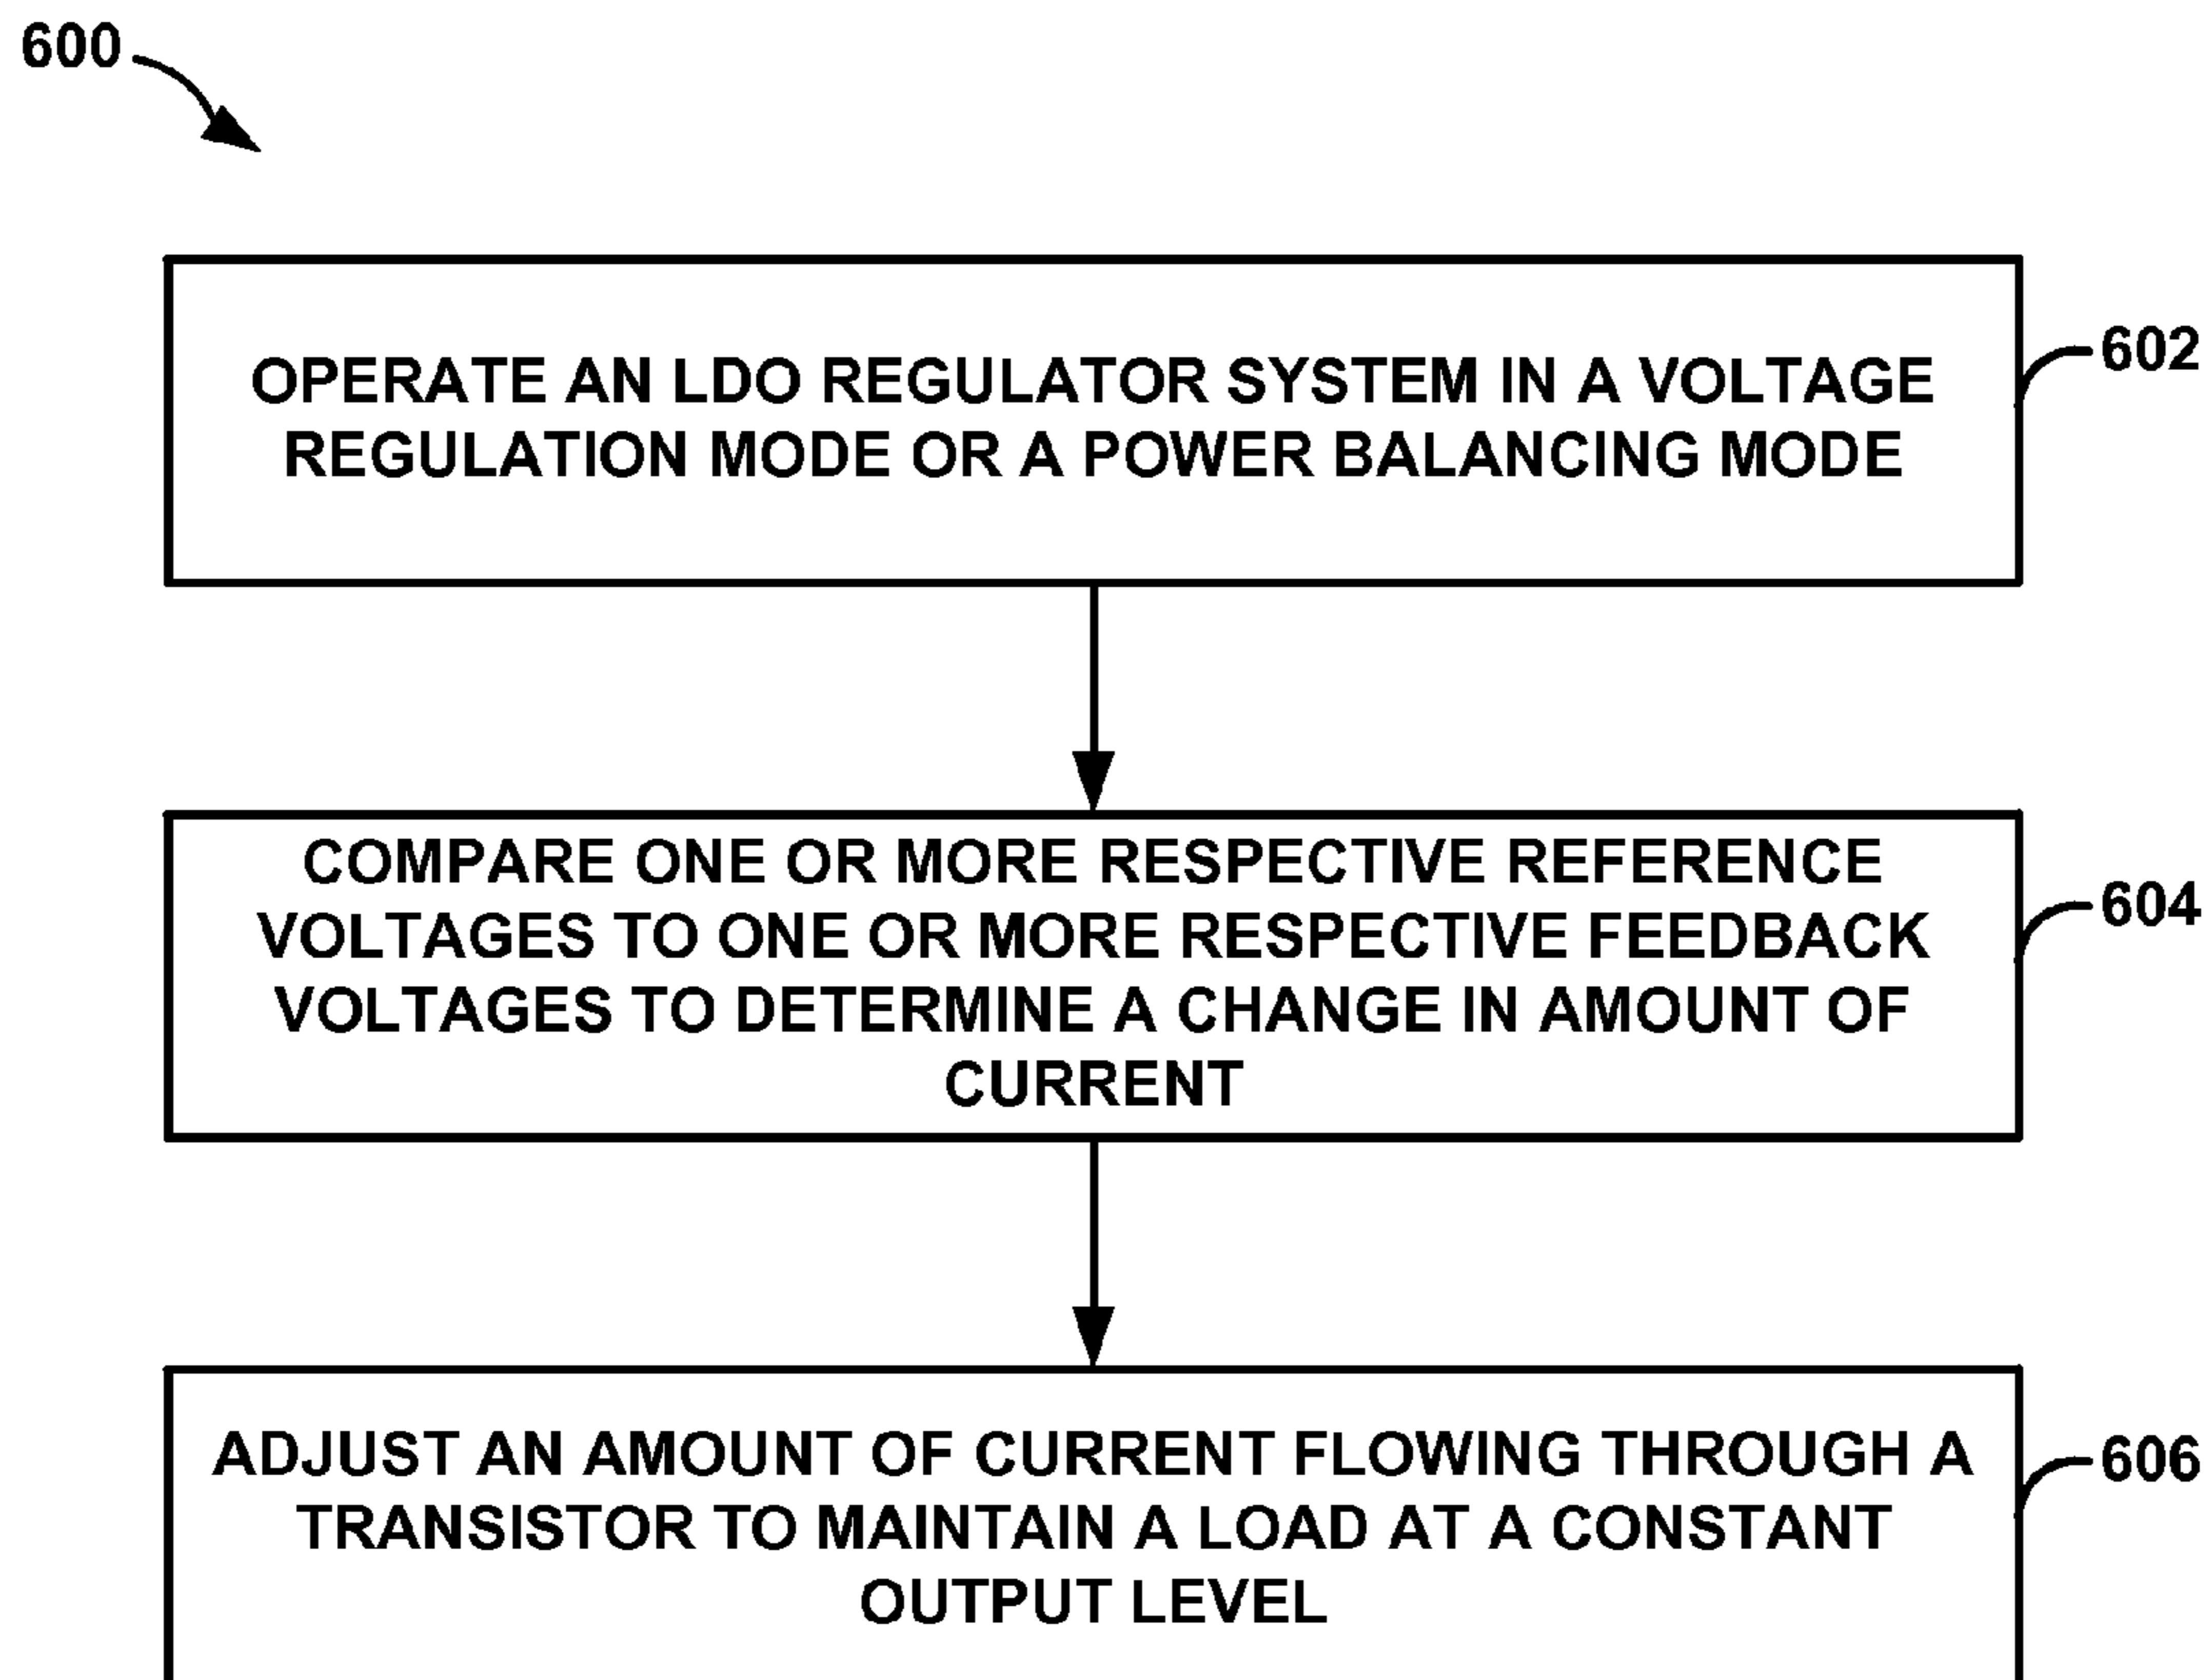 600
OPERATE AN LDO REGULATOR SYSTEM IN A VOLTAGE
REGULATION MODE OR A POWER BALANCING MODE
602
COMPARE ONE OR MORE RESPECTIVE REFERENCE
VOLTAGES TO ONE OR MORE RESPECTIVE FEEDBACK
VOLTAGES TO DETERMINE A CHANGE IN AMOUNT OF
CURRENT
604
ADJUST AN AMOUNT OF CURRENT FLOWING THROUGH A
TRANSISTOR TO MAINTAIN A LOAD AT A CONSTANT
OUTPUT LEVEL
606